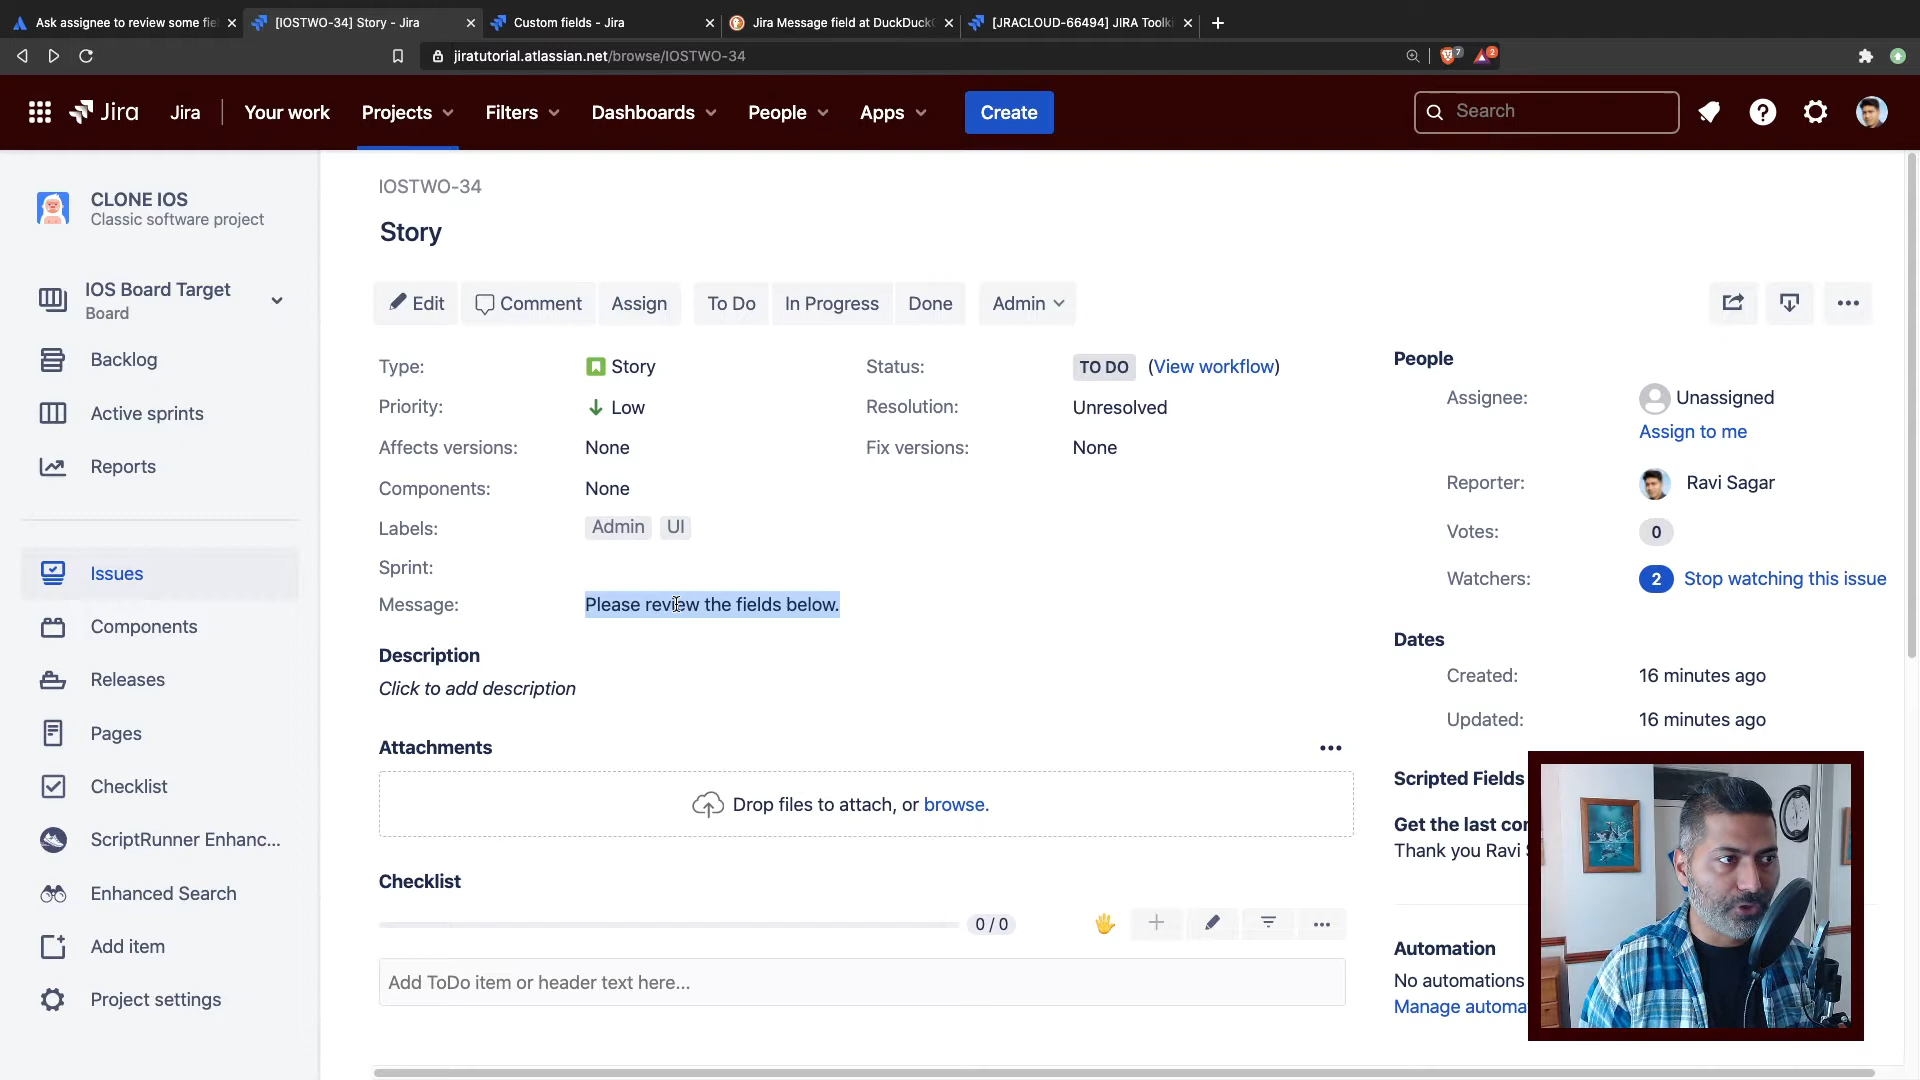 Ask assignee to review some fie
[IOSTWO-34] Story - Jira
Custom fields - Jira
Jira Message field at DuckDuck
[JRACLOUD-66494] JIRA Toolki
jiratutorial.atlassian.net/browse/IOSTWO-34
7
2
Jira
Jira
Your work
Projects
Filters
Dashboards
People
Apps
Create
Search
CLONE IOS
Classic software project
IOS Board Target
Board
Backlog
Active sprints
Reports
Issues
Components
Releases
Pages
Checklist
ScriptRunner Enhanc...
Enhanced Search
Add item
Project settings
IOSTWO-34
Story
Edit
Comment
Assign
To Do
In Progress
Done
Admin
Type:
Story
Status:
TO DO
(View workflow)
Priority:
Low
Resolution:
Unresolved
Affects versions:
None
Fix versions:
None
Components:
None
Labels:
Admin
UI
Sprint:
Message:
Please review the fields below.
Description
Click to add description
Attachments
Drop files to attach, or browse.
Checklist
0 / 0
Add ToDo item or header text here...
People
Assignee:
Unassigned
Assign to me
Reporter:
Ravi Sagar
Votes:
0
Watchers:
2
Stop watching this issue
Dates
Created:
16 minutes ago
Updated:
16 minutes ago
Scripted Fields
Get the last co
Thank you Ravi
Automation
No automations
Manage automa